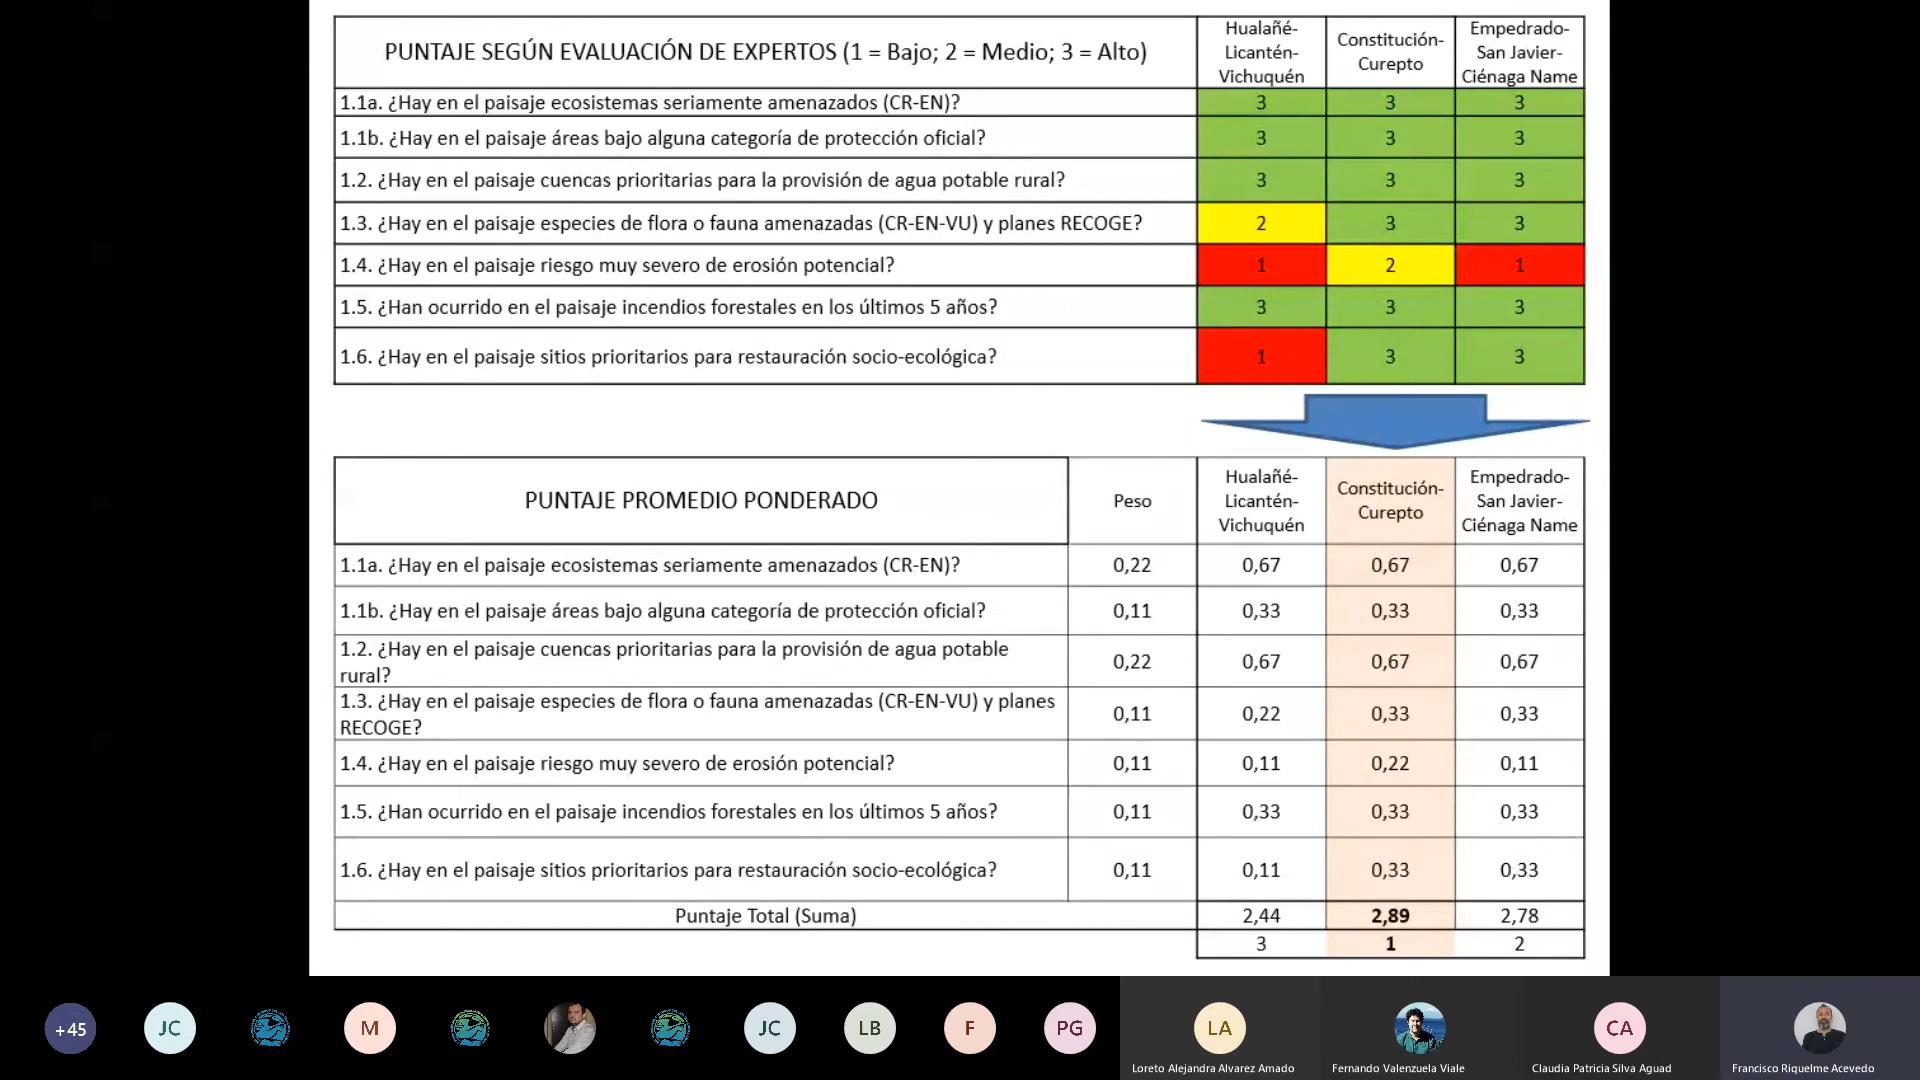 PUNTAJE SEGÚN EVALUACIÓN DE EXPERTOS (1 = Bajo; 2 = Medio; 3 = Alto)
Hualañé-
Licantén-
Vichuquén
Constitución-
Curepto
Empedrado-
San Javier-
Ciénaga Name
1.1a. ¿Hay en el paisaje ecosistemas seriamente amenazados (CR-EN)? 3 3 3
1.1b. ¿Hay en el paisaje áreas bajo alguna categoría de protección oficial? 3 3 3
1.2. ¿Hay en el paisaje cuencas prioritarias para la provisión de agua potable rural? 3 3 3
1.3. ¿Hay en el paisaje especies de flora o fauna amenazadas (CR-EN-VU) y planes RECOGE? 2 3 3
1.4. ¿Hay en el paisaje riesgo muy severo de erosión potencial? 1 2 1
1.5. ¿Han ocurrido en el paisaje incendios forestales en los últimos 5 años? 3 3 3
1.6. ¿Hay en el paisaje sitios prioritarios para restauración socio-ecológica? 1 3 3
PUNTAJE PROMEDIO PONDERADO
Peso
Hualañé-
Licantén-
Vichuquén
Constitución-
Curepto
Empedrado-
San Javier-
Ciénaga Name
1.1a. ¿Hay en el paisaje ecosistemas seriamente amenazados (CR-EN)? 0,22 0,67 0,67 0,67
1.1b. ¿Hay en el paisaje áreas bajo alguna categoría de protección oficial? 0,11 0,33 0,33 0,33
1.2. ¿Hay en el paisaje cuencas prioritarias para la provisión de agua potable
rural? 0,22 0,67 0,67 0,67
1.3. ¿Hay en el paisaje especies de flora o fauna amenazadas (CR-EN-VU) y planes
RECOGE? 0,11 0,22 0,33 0,33
1.4. ¿Hay en el paisaje riesgo muy severo de erosión potencial? 0,11 0,11 0,22 0,11
1.5. ¿Han ocurrido en el paisaje incendios forestales en los últimos 5 años? 0,11 0,33 0,33 0,33
1.6. ¿Hay en el paisaje sitios prioritarios para restauración socio-ecológica? 0,11 0,11 0,33 0,33
Puntaje Total (Suma) 2,44 2,89 2,78
3 1 2
+45 JC M JC LB F PG LA CA
Loreto Alejandra Alvarez Amado Fernando Valenzuela Viale Claudia Patricia Silva Aguad Francisco Riquelme Acevedo